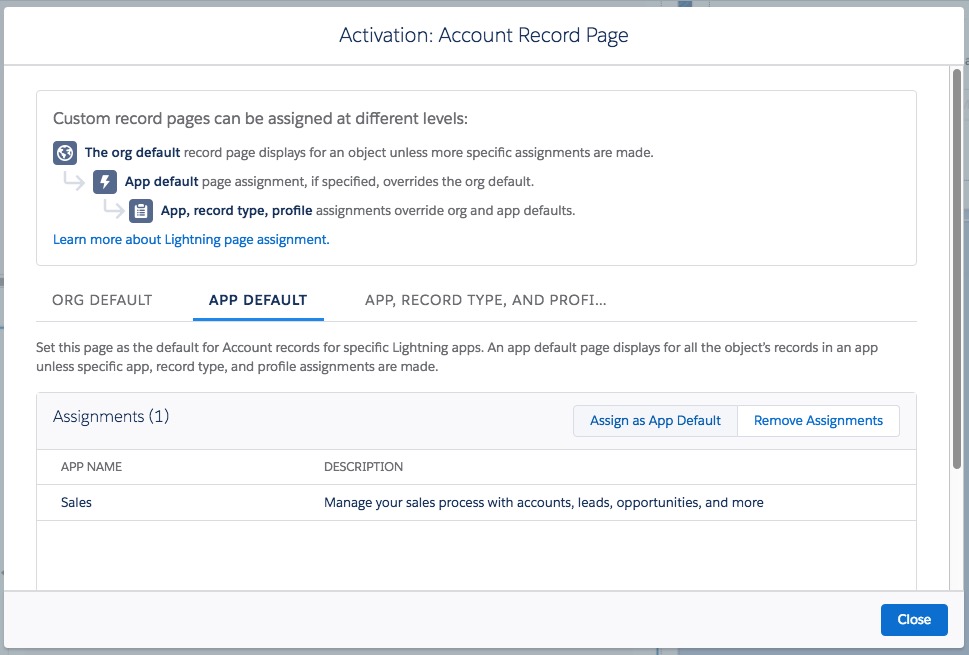 Activation: Account Record Page
Custom record pages can be assigned at different levels:
The org default record page displays for an object unless more specific assignments are made.
App default page assignment, if specified, overrides the org default.
App, record type, profile assignments override org and app defaults.
Learn more about Lightning page assignment.
ORG DEFAULT APP DEFAULT APP, RECORD TYPE, AND PROFI...
Set this page as the default for Account records for specific Lightning apps. An app default page displays for all the object's records in an app
unless specific app, record type, and profile assignments are made.
Assignments (1) Assign as App Default Remove Assignments
APP NAME DESCRIPTION
Sales Manage your sales process with accounts, leads, opportunities, and more
Close